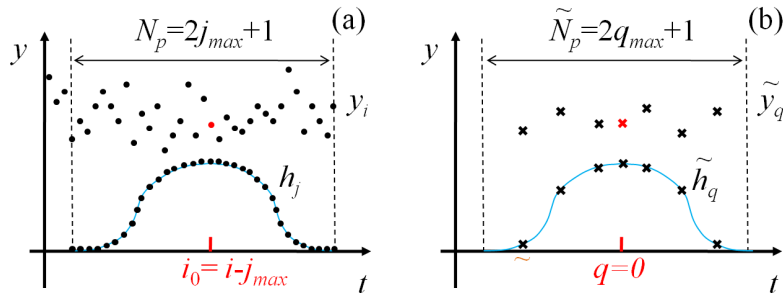 (a)
N_p=2j_max+1
y
y_i
h_j
i_0= i-j_max
t
(b)
Ñ_p=2q_max+1
y
ỹ_q
h̃_q
~
q=0
t